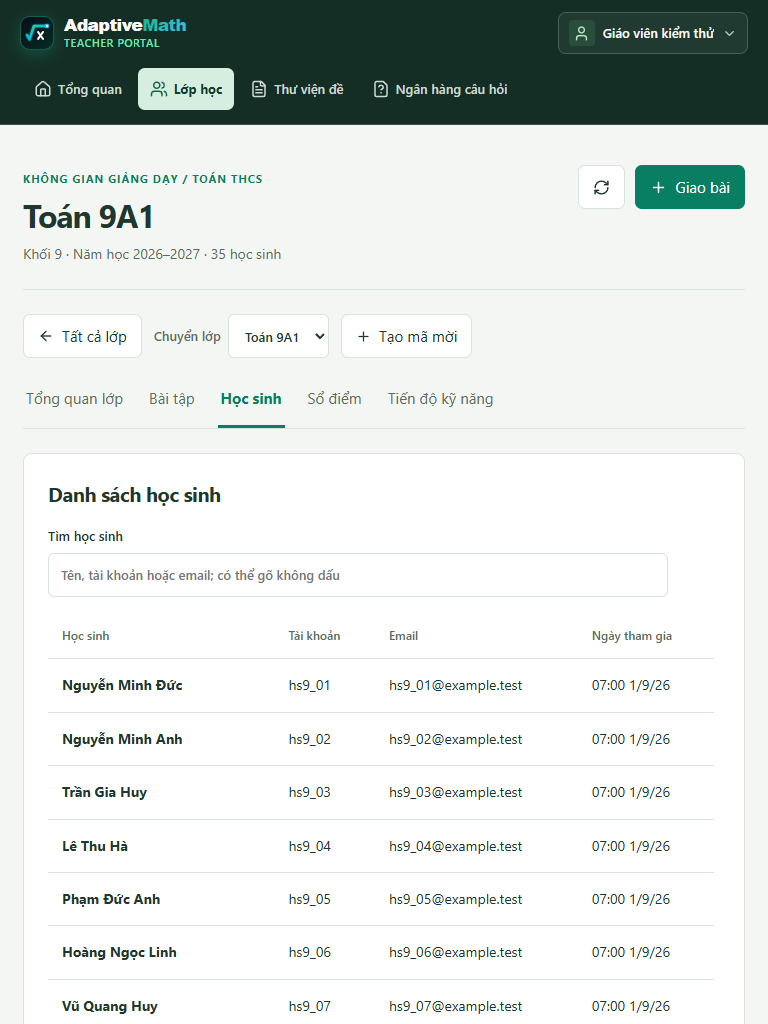 AdaptiveMath
TEACHER PORTAL
Giáo viên kiểm thử
Tổng quan
Lớp học
Thư viện đề
Ngân hàng câu hỏi
KHÔNG GIAN GIẢNG DẠY / TOÁN THCS
Toán 9A1
Khối 9 · Năm học 2026–2027 · 35 học sinh
Giao bài
Tất cả lớp
Chuyển lớp
Toán 9A1
Tạo mã mời
Tổng quan lớp
Bài tập
Học sinh
Sổ điểm
Tiến độ kỹ năng
Danh sách học sinh
Tìm học sinh
Tên, tài khoản hoặc email; có thể gõ không dấu
Học sinh Tài khoản Email Ngày tham gia
Nguyễn Minh Đức hs9_01 hs9_01@example.test 07:00 1/9/26
Nguyễn Minh Anh hs9_02 hs9_02@example.test 07:00 1/9/26
Trần Gia Huy hs9_03 hs9_03@example.test 07:00 1/9/26
Lê Thu Hà hs9_04 hs9_04@example.test 07:00 1/9/26
Phạm Đức Anh hs9_05 hs9_05@example.test 07:00 1/9/26
Hoàng Ngọc Linh hs9_06 hs9_06@example.test 07:00 1/9/26
Vũ Quang Huy hs9_07 hs9_07@example.test 07:00 1/9/26